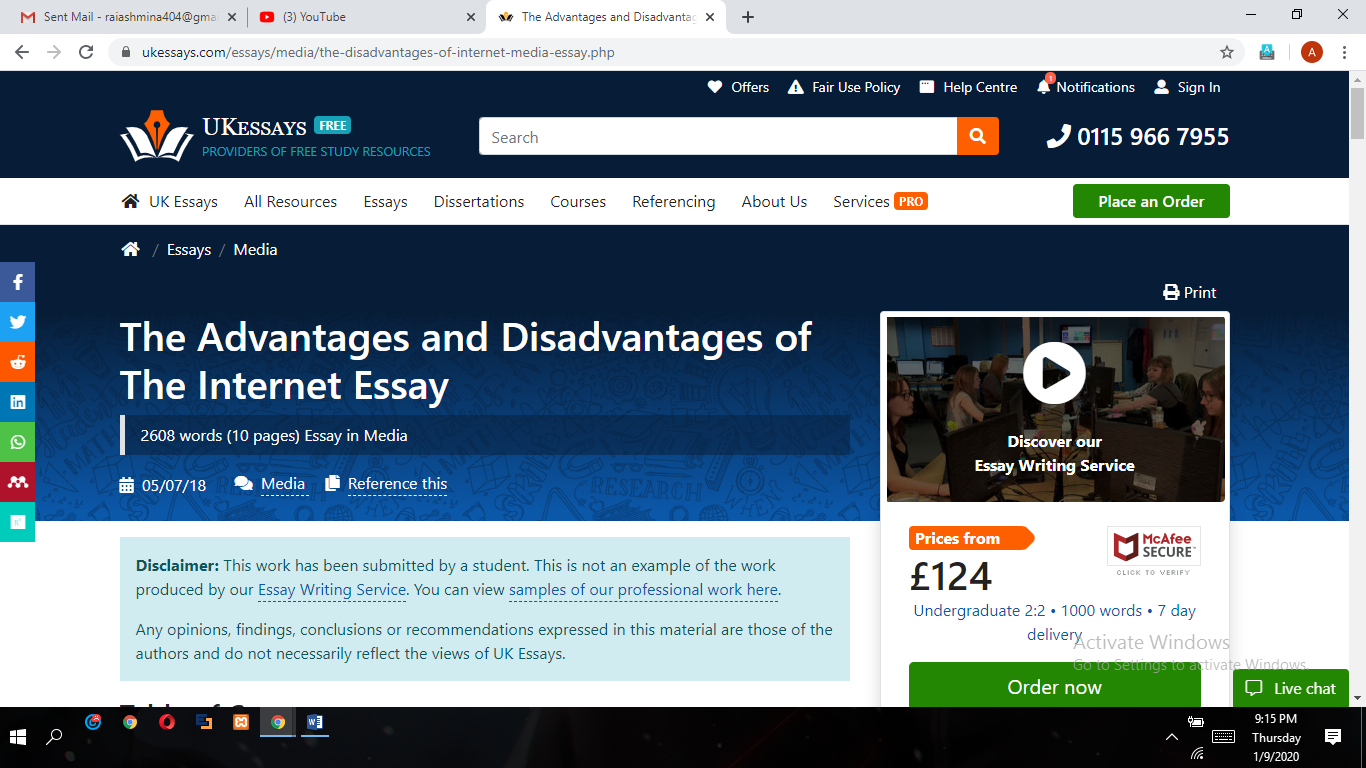 Sent Mail - raiashmina404@gma
(3) YouTube
The Advantages and Disadvantag
ukessays.com/essays/media/the-disadvantages-of-internet-media-essay.php
A
Offers
Fair Use Policy
Help Centre
1
Notifications
Sign In
UKESSAYS FREE
PROVIDERS OF FREE STUDY RESOURCES
Search
0115 966 7955
UK Essays
All Resources
Essays
Dissertations
Courses
Referencing
About Us
Services PRO
Place an Order
/ Essays / Media
Print
The Advantages and Disadvantages of
The Internet Essay
2608 words (10 pages) Essay in Media
05/07/18
Media
Reference this
Discover our
Essay Writing Service
Disclaimer: This work has been submitted by a student. This is not an example of the work
produced by our Essay Writing Service. You can view samples of our professional work here.
Any opinions, findings, conclusions or recommendations expressed in this material are those of the
authors and do not necessarily reflect the views of UK Essays.
Prices from
£124
McAfee
SECURE™
CLICK TO VERIFY
Undergraduate 2:2 • 1000 words • 7 day
delivery
Activate Windows
Go to Settings to activate Windows.
Order now
Live chat
9:15 PM
Thursday
1/9/2020